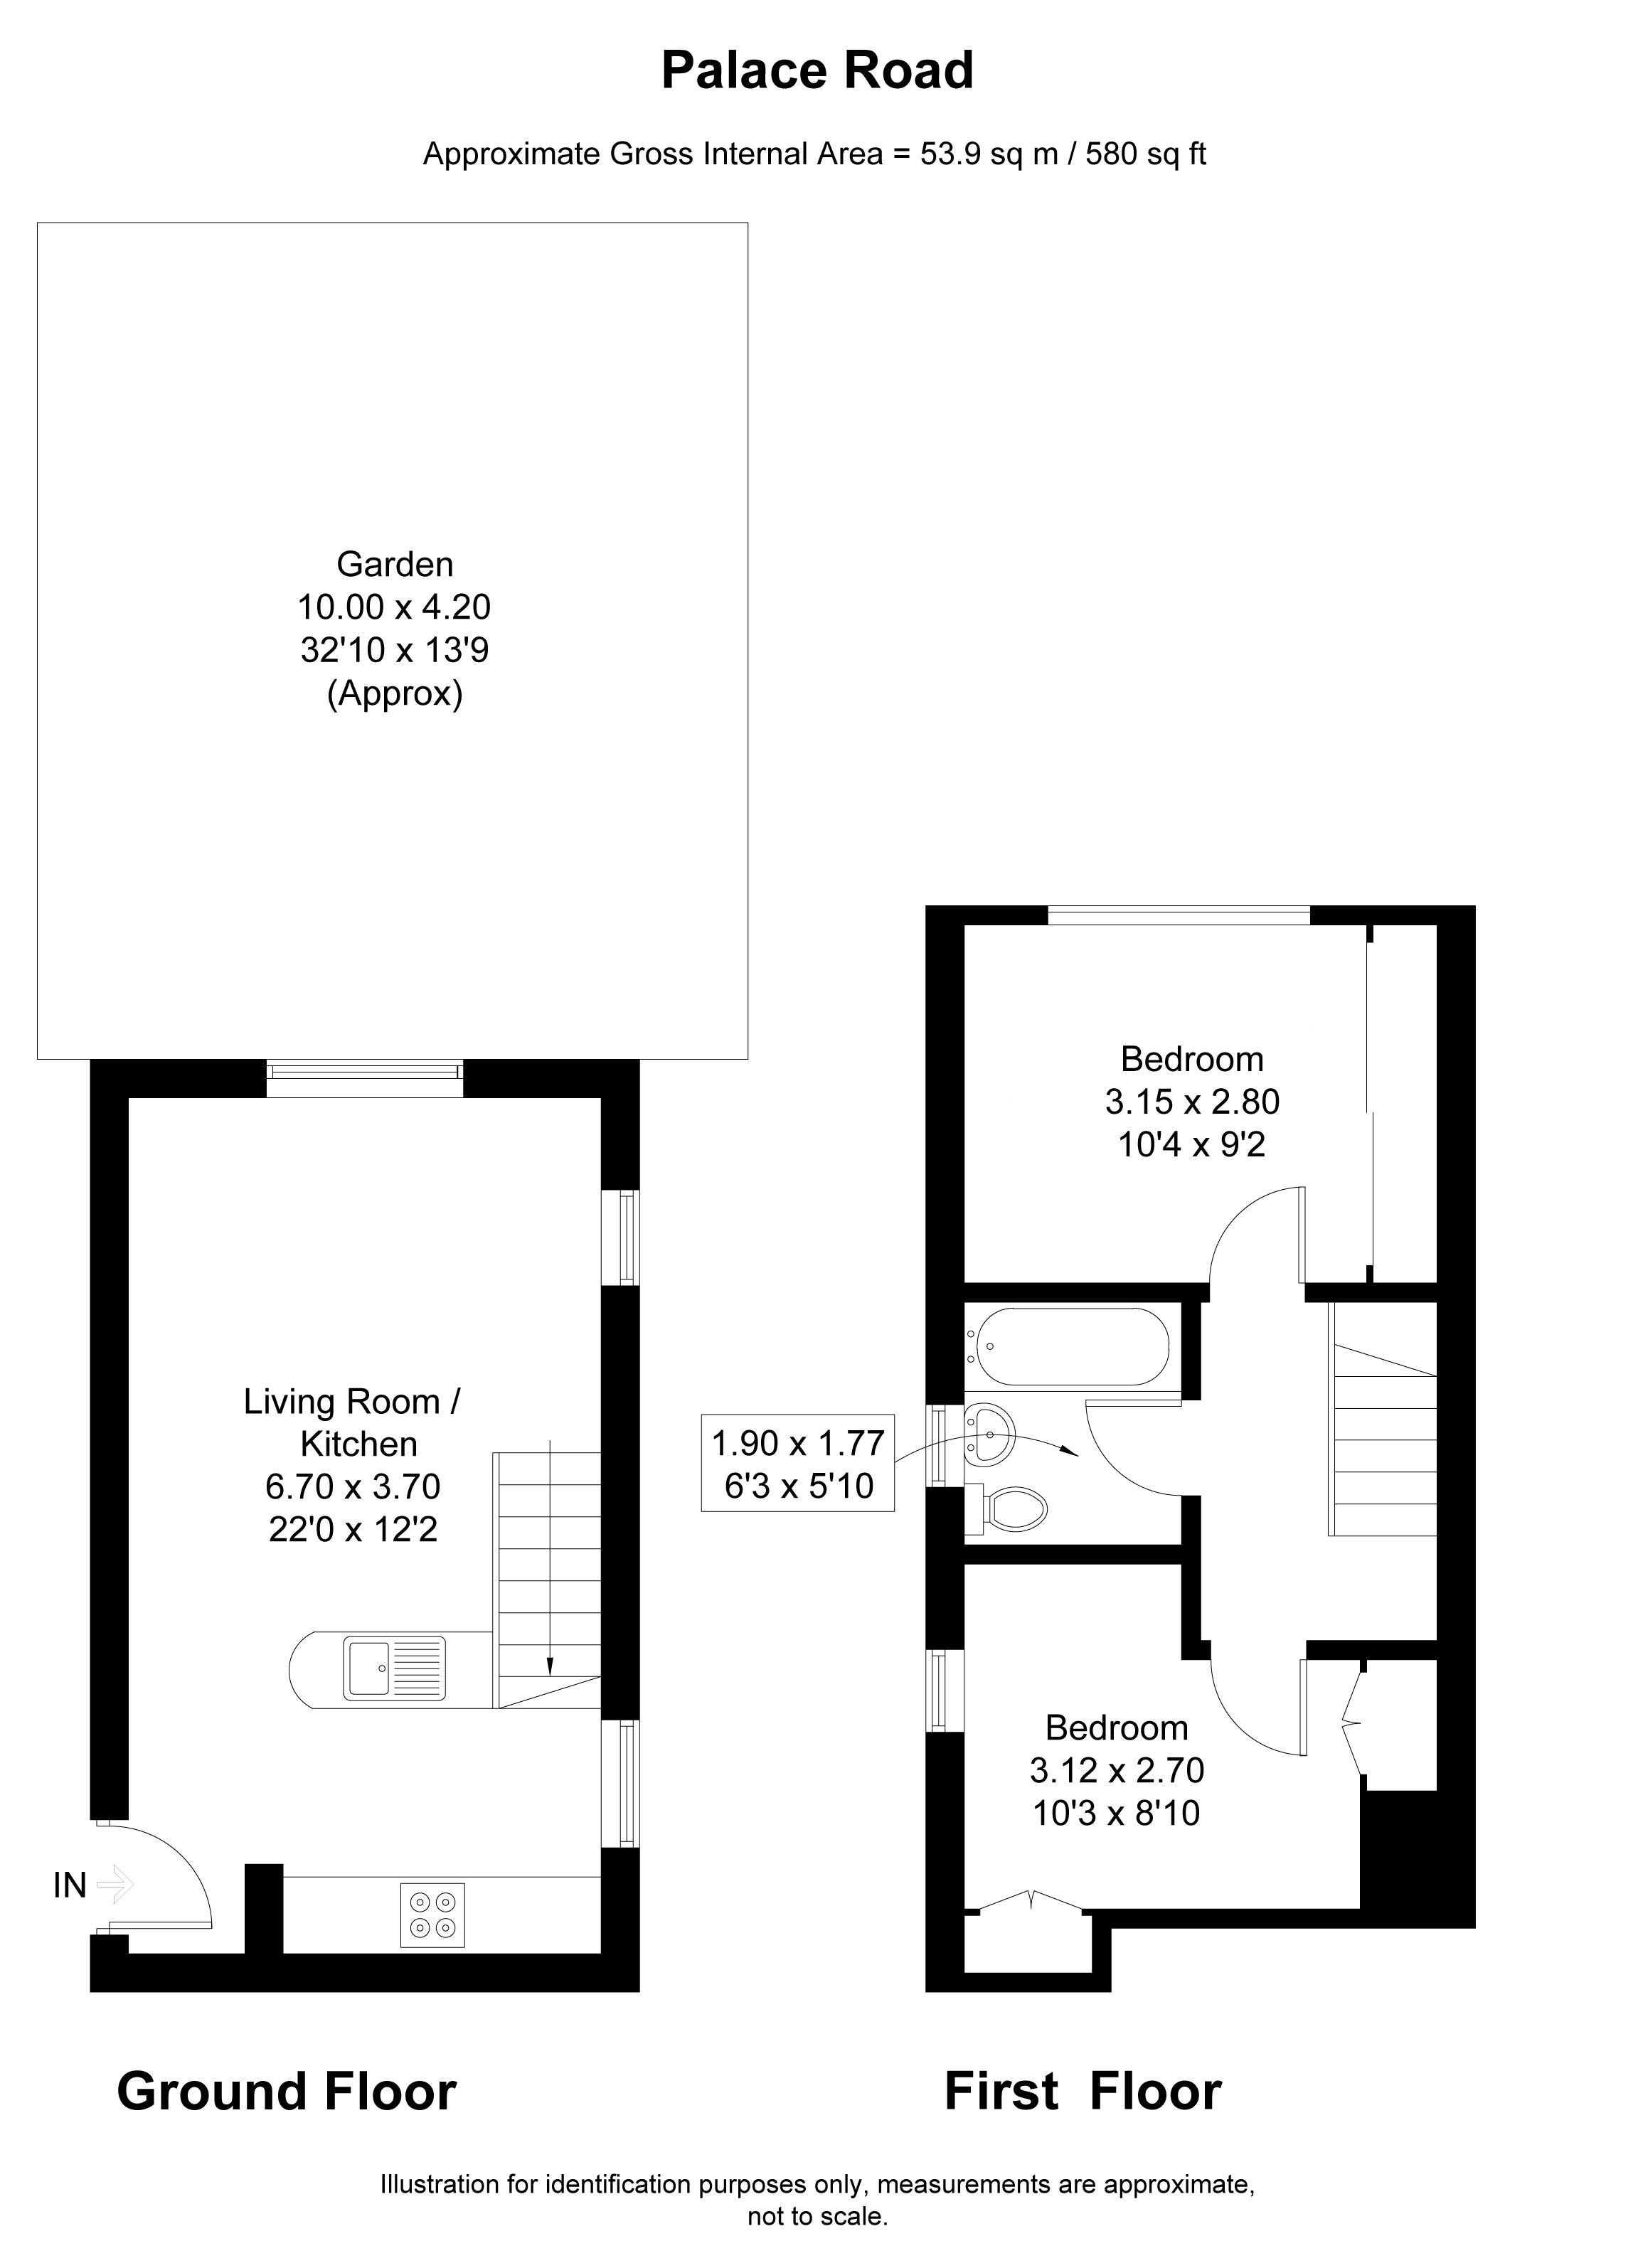 Palace Road
Approximate Gross Internal Area = 53.9 sq m / 580 sq ft
Garden
10.00 x 4.20
32'10 x 13'9
(Approx)
Living Room /
Kitchen
6.70 x 3.70
22'0 x 12'2
IN
Bedroom
3.15 x 2.80
10'4 x 9'2
1.90 x 1.77
6'3 x 5'10
Bedroom
3.12 x 2.70
10'3 x 8'10
Ground Floor
First Floor
Illustration for identification purposes only, measurements are approximate,
not to scale.